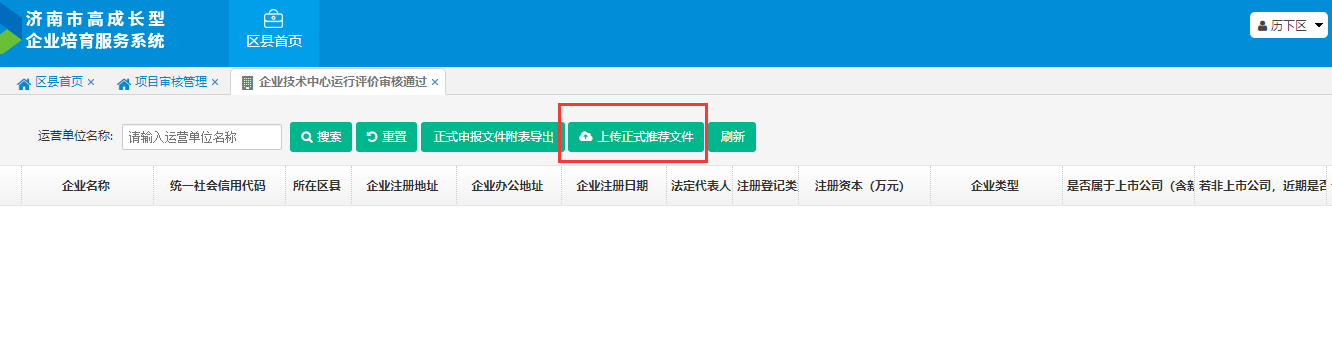 济南市高成长型
企业培育服务系统
区县首页
历下区
区县首页 ×
项目审核管理 ×
企业技术中心运行评价审核通过 ×
运营单位名称:
请输入运营单位名称
搜索
重置
正式申报文件附表导出
上传正式推荐文件
刷新
企业名称
统一社会信用代码
所在区县
企业注册地址
企业办公地址
企业注册日期
法定代表人
注册登记类
注册资本（万元）
企业类型
是否属于上市公司（含新
若非上市公司，近期是否